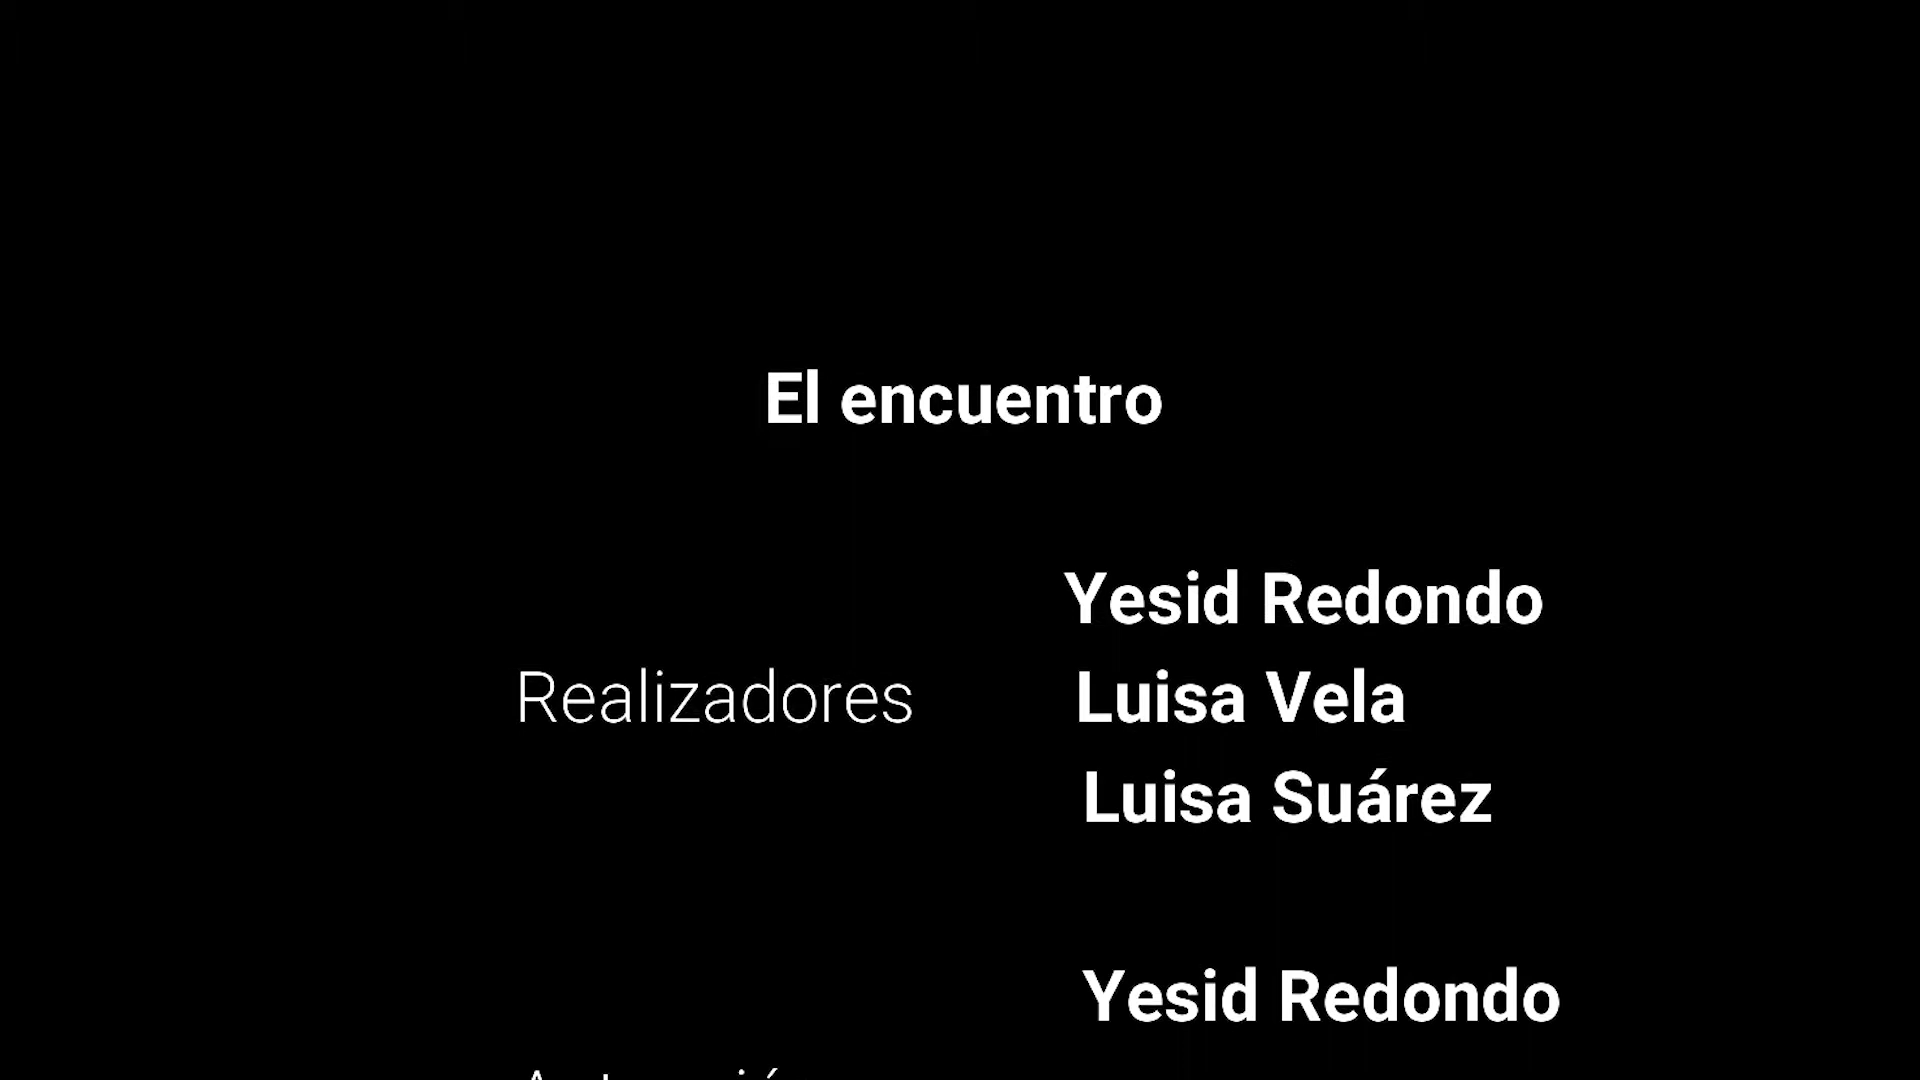 El encuentro
Yesid Redondo
Realizadores
Luisa Vela
Luisa Suárez
Yesid Redondo